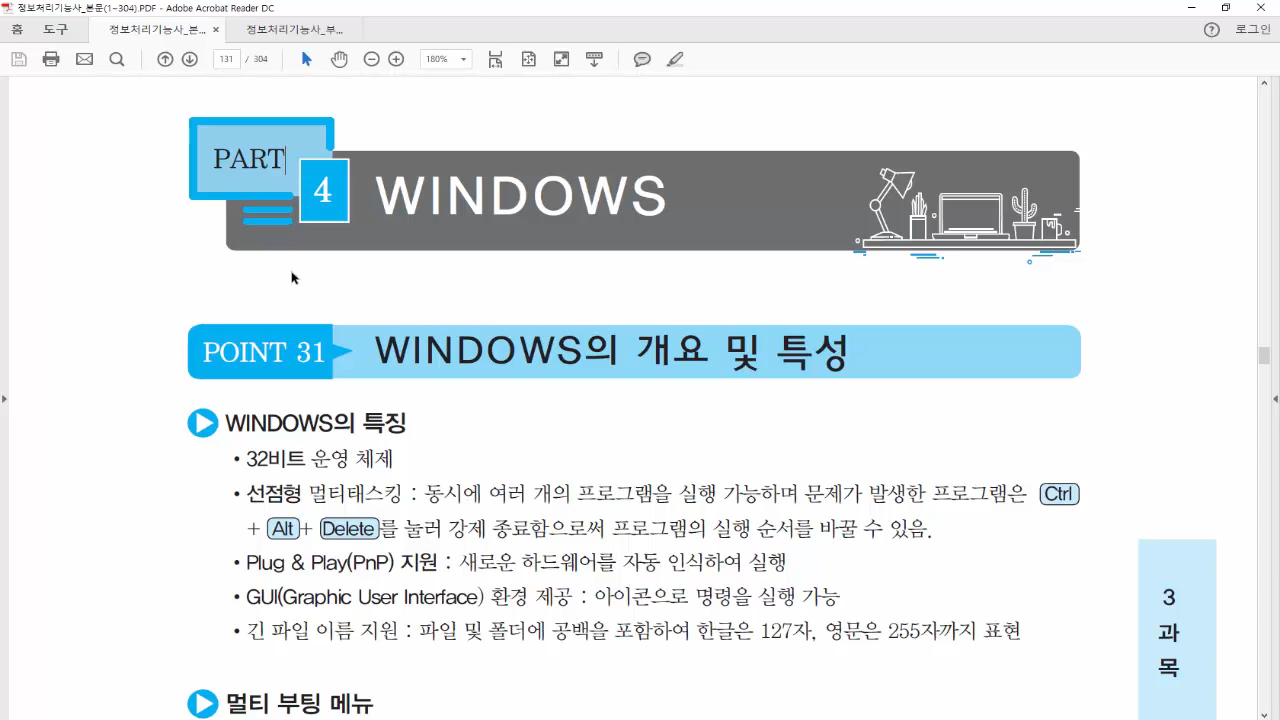 정보처리기능사_본문(1~304).PDF - Adobe Acrobat Reader DC
홈 도구 정보처리기능사_본... × 정보처리기능사_부... 로그인
131 / 304 180%
PART 4 WINDOWS
POINT 31 WINDOWS의 개요 및 특성
WINDOWS의 특징
• 32비트 운영 체제
• 선점형 멀티태스킹 : 동시에 여러 개의 프로그램을 실행 가능하며 문제가 발생한 프로그램은 Ctrl
+ Alt + Delete를 눌러 강제 종료함으로써 프로그램의 실행 순서를 바꿀 수 있음.
• Plug & Play(PnP) 지원 : 새로운 하드웨어를 자동 인식하여 실행
• GUI(Graphic User Interface) 환경 제공 : 아이콘으로 명령을 실행 가능
• 긴 파일 이름 지원 : 파일 및 폴더에 공백을 포함하여 한글은 127자, 영문은 255자까지 표현
3
과
목
멀티 부팅 메뉴